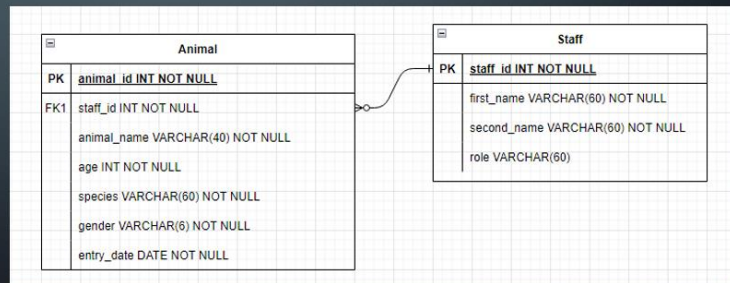 Animal
PK animal_id INT NOT NULL
FK1 staff_id INT NOT NULL
animal_name VARCHAR(40) NOT NULL
age INT NOT NULL
species VARCHAR(60) NOT NULL
gender VARCHAR(6) NOT NULL
entry_date DATE NOT NULL
Staff
PK staff_id INT NOT NULL
first_name VARCHAR(60) NOT NULL
second_name VARCHAR(60) NOT NULL
role VARCHAR(60)